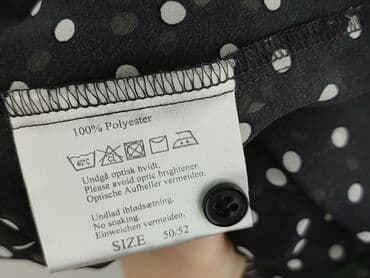 100% Polyester
40°C
Undgå optisk hvidt.
Please avoid optic brightener.
Optische Aufheller vermeiden.
Undlad iblødsætning.
No soaking.
Einweichen vermeiden.
SIZE 50/52